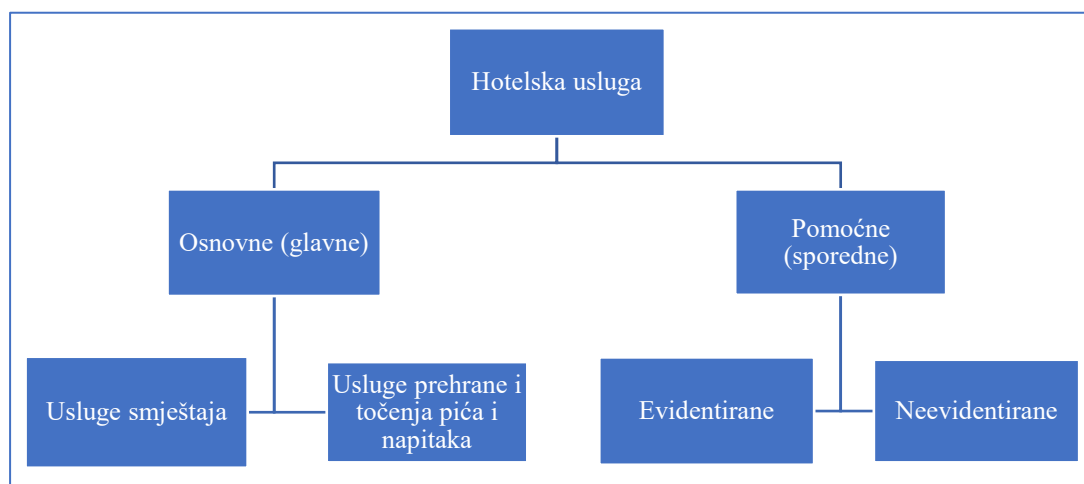 Hotelska usluga
Osnovne (glavne)
Pomoćne
(sporedne)
Usluge smještaja
Usluge prehrane i
točenja pića i
napitaka
Evidentirane
Neevidentirane